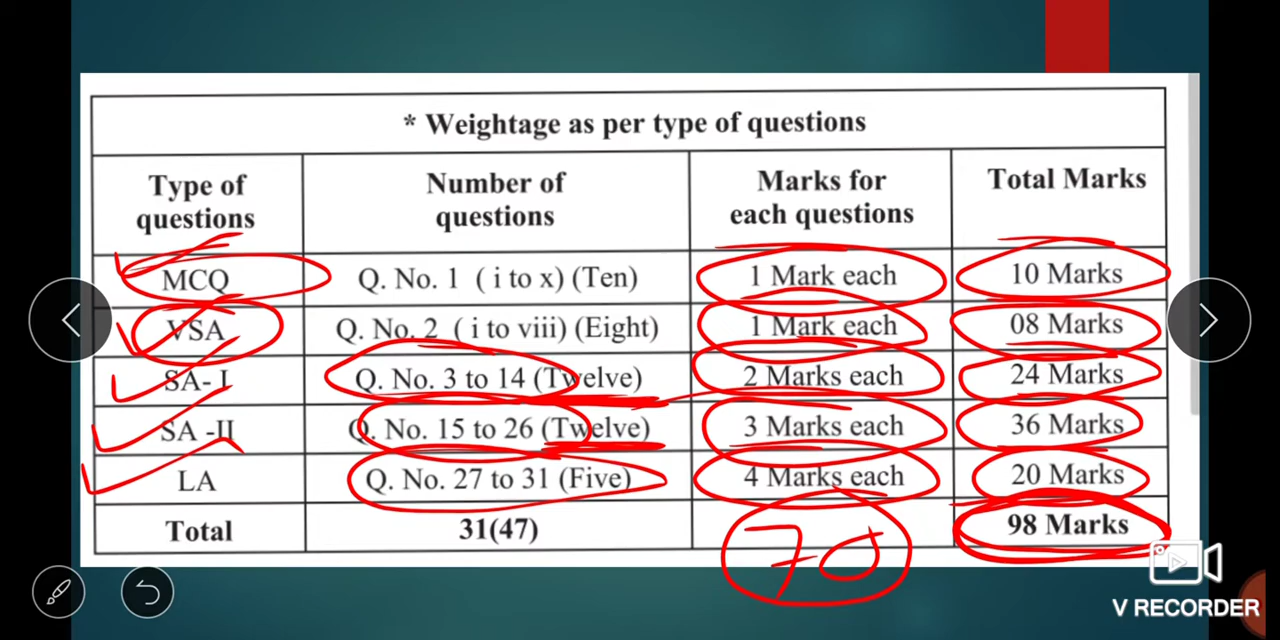 * Weightage as per type of questions
Type of questions Number of questions Marks for each questions Total Marks
MCQ Q. No. 1 ( i to x) (Ten) 1 Mark each 10 Marks
VSA Q. No. 2 ( i to viii) (Eight) 1 Mark each 08 Marks
SA- I Q. No. 3 to 14 (Twelve) 2 Marks each 24 Marks
SA -II Q. No. 15 to 26 (Twelve) 3 Marks each 36 Marks
LA Q. No. 27 to 31 (Five) 4 Marks each 20 Marks
Total 31(47) 98 Marks
70
V RECORDER